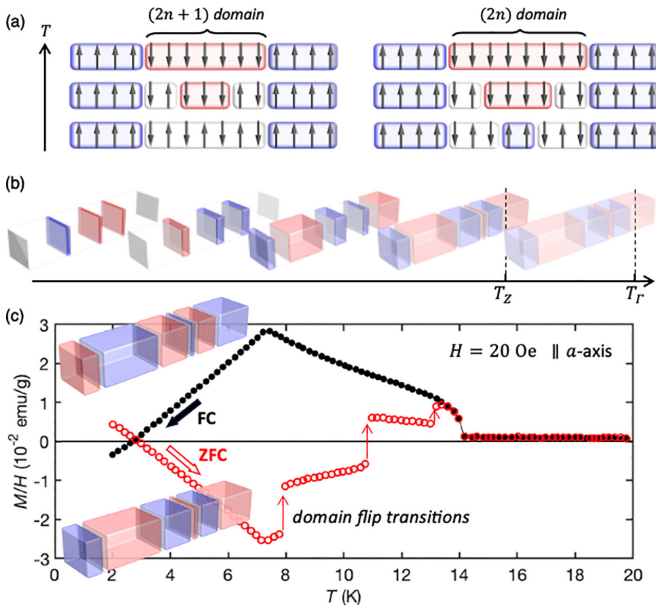 (a)
T
(2n + 1) domain
(2n) domain
(b)
T_Z
T_Γ
(c)
H = 20 Oe ∥ a-axis
FC
ZFC
domain flip transitions
M/H (10⁻² emu/g)
3
2
1
0
-1
-2
-3
0 2 4 6 8 10 12 14 16 18 20
T (K)